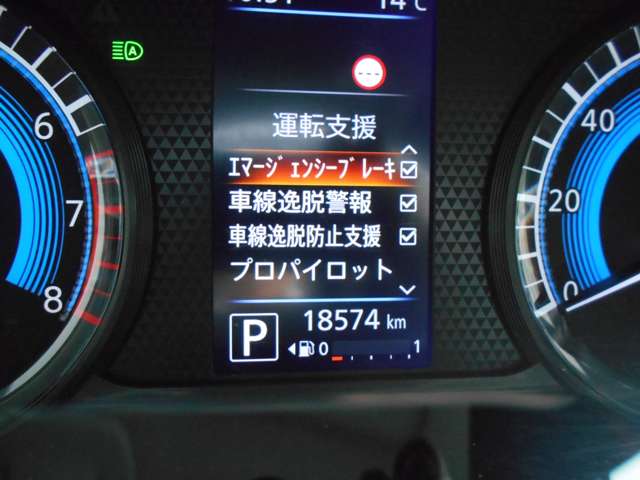 14℃
運転支援
ｴﾏｰｼﾞｪﾝｼｰﾌﾞﾚｰｷ
車線逸脱警報
車線逸脱防止支援
プロパイロット
P
18574 km
0 1
6
7
8
40
20
0
A